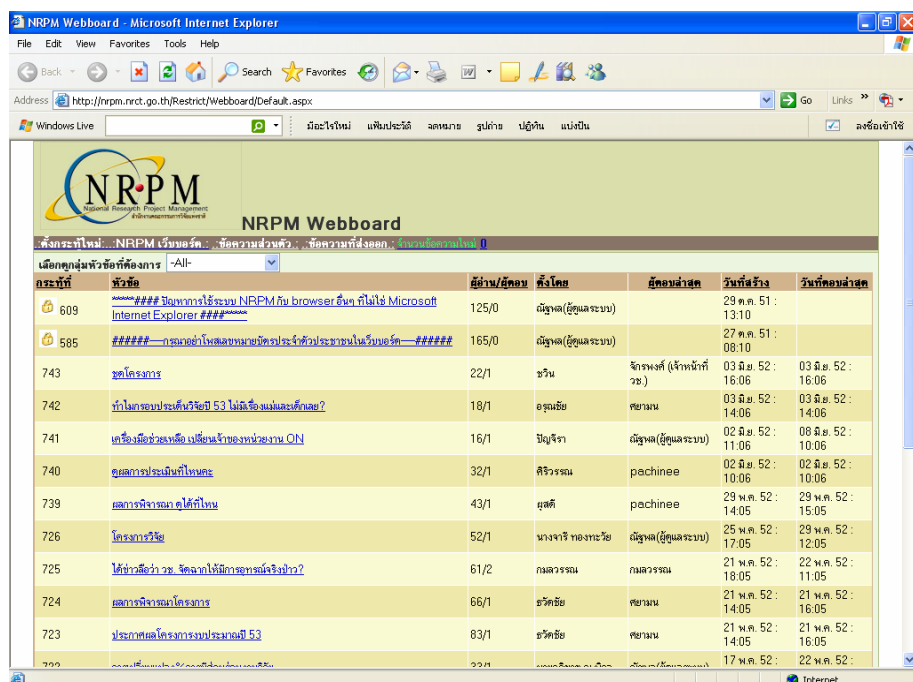 NRPM Webboard - Microsoft Internet Explorer
File Edit View Favorites Tools Help
Back Search Favorites
Address http://nrpm.nrct.go.th/Restrict/Webboard/Default.aspx Go Links
Windows Live มีอะไรใหม่ แฟ้มประวัติ จดหมาย รูปถ่าย ปฏิทิน แบ่งปัน ลงชื่อเข้าใช้
NRPM
National Research Project Management
สำนักงานคณะกรรมการวิจัยแห่งชาติ
NRPM Webboard
.:ตั้งกระทู้ใหม่:..:NRPM เว็บบอร์ด.: .:ข้อความส่วนตัว.: .:ข้อความที่ส่งออก.: จำนวนข้อความใหม่ 0
เลือกดูกลุ่มหัวข้อที่ต้องการ -All-
กระทู้ที่ หัวข้อ ผู้อ่าน/ผู้ตอบ ตั้งโดย ผู้ตอบล่าสุด วันที่สร้าง วันที่ตอบล่าสุด
609 *****#### ปัญหาการใช้ระบบ NRPM กับ browser อื่นๆ ที่ไม่ใช่ Microsoft Internet Explorer ####***** 125/0 ณัฐพล(ผู้ดูแลระบบ) 29 ต.ค. 51 : 13:10
585 ######----กรุณาอย่าโพสเลขหมายบัตรประจำตัวประชาชนในเว็บบอร์ด----###### 165/0 ณัฐพล(ผู้ดูแลระบบ) 27 ต.ค. 51 : 08:10
743 ชุดโครงการ 22/1 ชวิน จักรพงศ์ (เจ้าหน้าที่ วช.) 03 มิ.ย. 52 : 16:06 03 มิ.ย. 52 : 16:06
742 ทำไมกรอบประเด็นวิจัยปี 53 ไม่มีเรื่องแม่และเด็กเลย? 18/1 อรุณชัย ศยามน 03 มิ.ย. 52 : 14:06 03 มิ.ย. 52 : 14:06
741 เครื่องมือช่วยเหลือ เปลี่ยนเจ้าของหน่วยงาน ON 16/1 ปัญจิรา ณัฐพล(ผู้ดูแลระบบ) 02 มิ.ย. 52 : 11:06 08 มิ.ย. 52 : 10:06
740 ดูผลการประเมินที่ไหนคะ 32/1 ศิริวรรณ pachinee 02 มิ.ย. 52 : 10:06 02 มิ.ย. 52 : 10:06
739 ผลการพิจารณา ดูได้ที่ไหน 43/1 ผุสดี pachinee 29 พ.ค. 52 : 14:05 29 พ.ค. 52 : 15:05
726 โครงการวิจัย 52/1 นางจารี ทองทะวัย ณัฐพล(ผู้ดูแลระบบ) 25 พ.ค. 52 : 17:05 29 พ.ค. 52 : 12:05
725 ได้ข่าวลือว่า วช. จัดฉากให้มีการอุทรณ์จริงป่าว? 61/2 กมลวรรณ กมลวรรณ 21 พ.ค. 52 : 18:05 22 พ.ค. 52 : 11:05
724 ผลการพิจารณาโครงการ 66/1 ธวัตชัย ศยามน 21 พ.ค. 52 : 14:05 21 พ.ค. 52 : 16:05
723 ประกาศผลโครงการงบประมาณปี 53 83/1 ธวัตชัย ศยามน 21 พ.ค. 52 : 14:05 21 พ.ค. 52 : 16:05
17 พ.ค. 52 : 22 พ.ค. 52 :
Internet